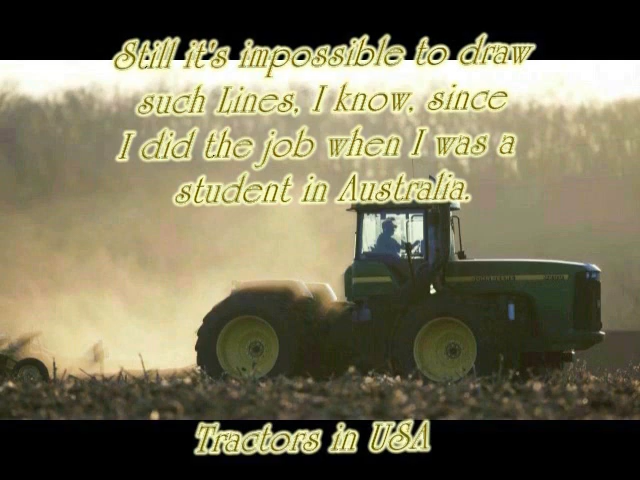 Still it's impossible to draw
such Lines, I know, since
I did the job when I was a
student in Australia.
Tractors in USA